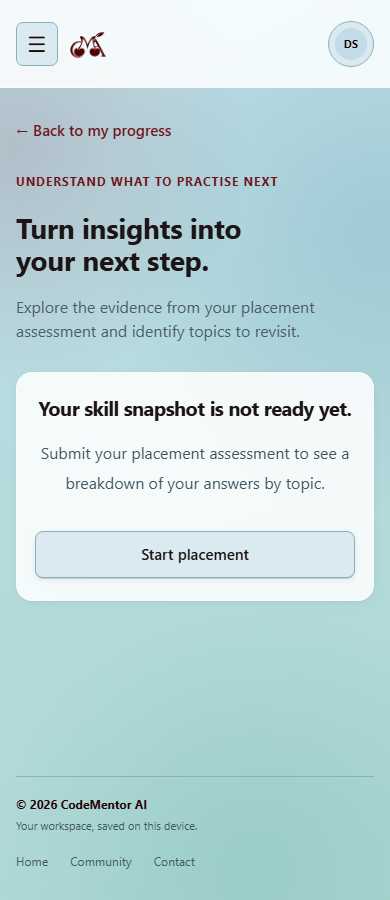 ☰
DS
← Back to my progress
UNDERSTAND WHAT TO PRACTISE NEXT
Turn insights into
your next step.
Explore the evidence from your placement
assessment and identify topics to revisit.
Your skill snapshot is not ready yet.
Submit your placement assessment to see a
breakdown of your answers by topic.
Start placement
© 2026 CodeMentor AI
Your workspace, saved on this device.
Home Community Contact